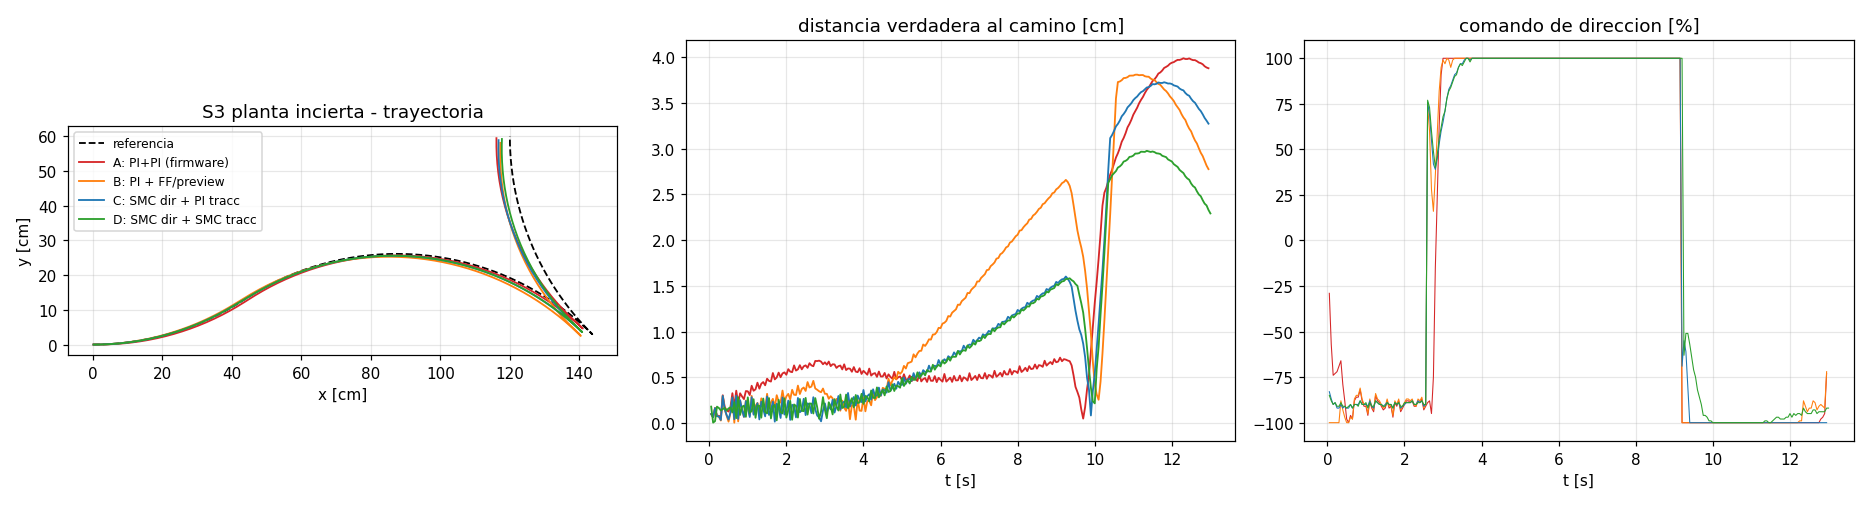 S3 planta incierta - trayectoria
60
50
40
30
20
10
0
y [cm]
referencia
A: PI+PI (firmware)
B: PI + FF/preview
C: SMC dir + PI tracc
D: SMC dir + SMC tracc
0 20 40 60 80 100 120 140
x [cm]
distancia verdadera al camino [cm]
4.0
3.5
3.0
2.5
2.0
1.5
1.0
0.5
0.0
0 2 4 6 8 10 12
t [s]
comando de direccion [%]
100
75
50
25
0
−25
−50
−75
−100
0 2 4 6 8 10 12
t [s]